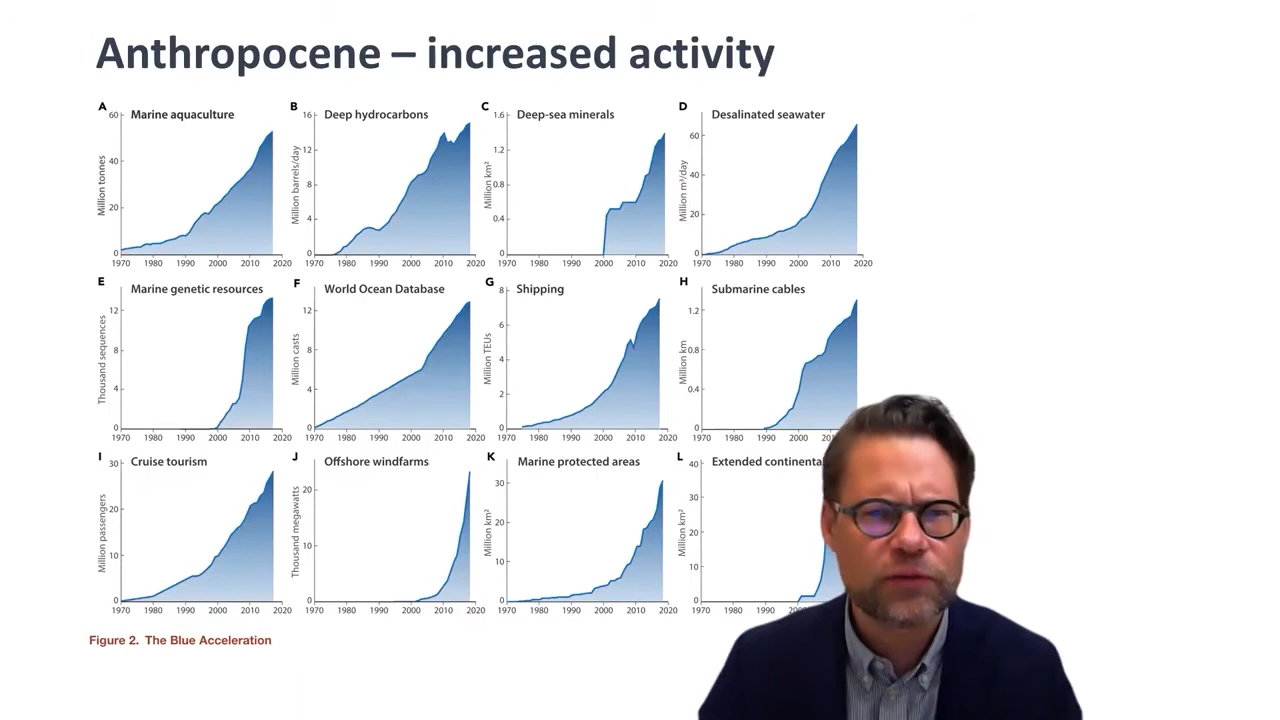 Anthropocene – increased activity
A Marine aquaculture
Million tonnes
60
40
20
0
1970 1980 1990 2000 2010 2020
B Deep hydrocarbons
Million barrels/day
16
12
8
4
0
1970 1980 1990 2000 2010 2020
C Deep-sea minerals
Million km²
1.6
1.2
0.8
0.4
0
1970 1980 1990 2000 2010 2020
D Desalinated seawater
Million m³/day
60
40
20
0
1970 1980 1990 2000 2010 2020
E Marine genetic resources
Thousand sequences
12
8
4
0
1970 1980 1990 2000 2010 2020
F World Ocean Database
Million casts
12
8
4
0
1970 1980 1990 2000 2010 2020
G Shipping
Million TEUs
8
6
4
2
0
1970 1980 1990 2000 2010 2020
H Submarine cables
Million km
1.2
0.8
0.4
0
1970 1980 1990 2000
I Cruise tourism
Million passengers
30
20
10
0
1970 1980 1990 2000 2010 2020
J Offshore windfarms
Thousand megawatts
20
10
0
1970 1980 1990 2000 2010 2020
K Marine protected areas
Million km²
30
20
10
0
1970 1980 1990 2000 2010 2020
L Extended continental
Million km²
40
30
20
10
0
1970 1980 1990
Figure 2. The Blue Acceleration